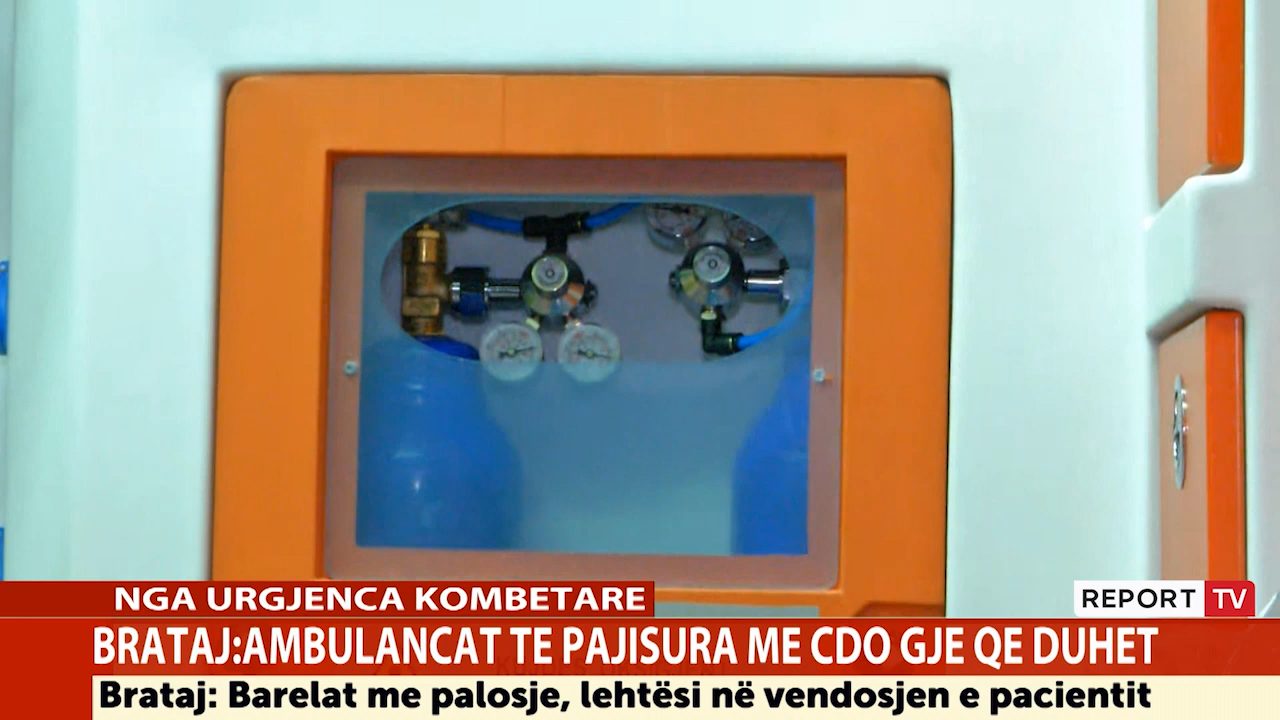 NGA URGJENCA KOMBETARE
REPORT TV
BRATAJ:AMBULANCAT TE PAJISURA ME CDO GJE QE DUHET
Brataj: Barelat me palosje, lehtësi në vendosjen e pacientit